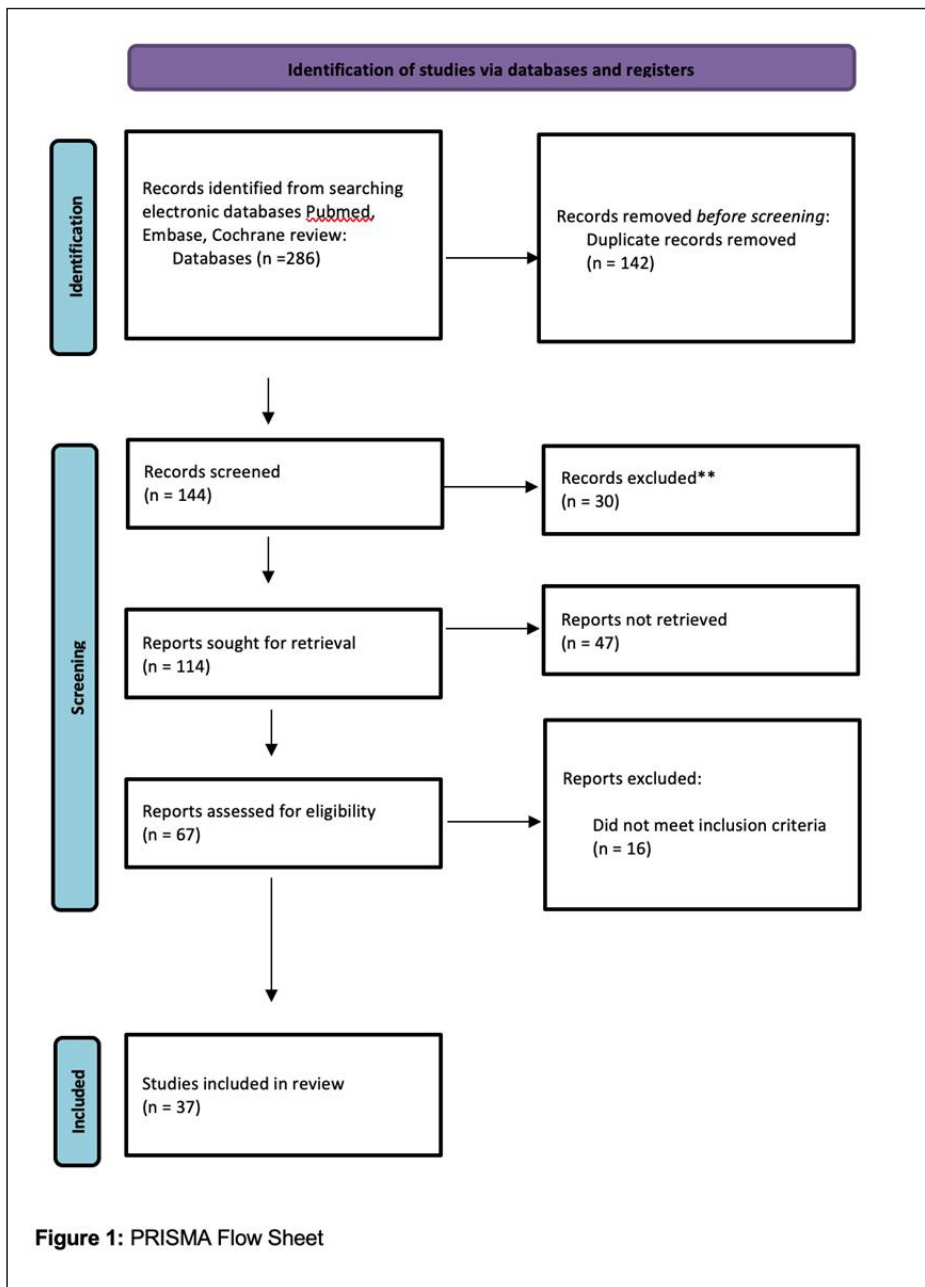 Identification of studies via databases and registers
Identification
Records identified from searching
electronic databases Pubmed,
Embase, Cochrane review:
Databases (n =286)
Records removed before screening:
Duplicate records removed
(n = 142)
Screening
Records screened
(n = 144)
Records excluded**
(n = 30)
Reports sought for retrieval
(n = 114)
Reports not retrieved
(n = 47)
Reports assessed for eligibility
(n = 67)
Reports excluded:
Did not meet inclusion criteria
(n = 16)
Included
Studies included in review
(n = 37)
Figure 1: PRISMA Flow Sheet